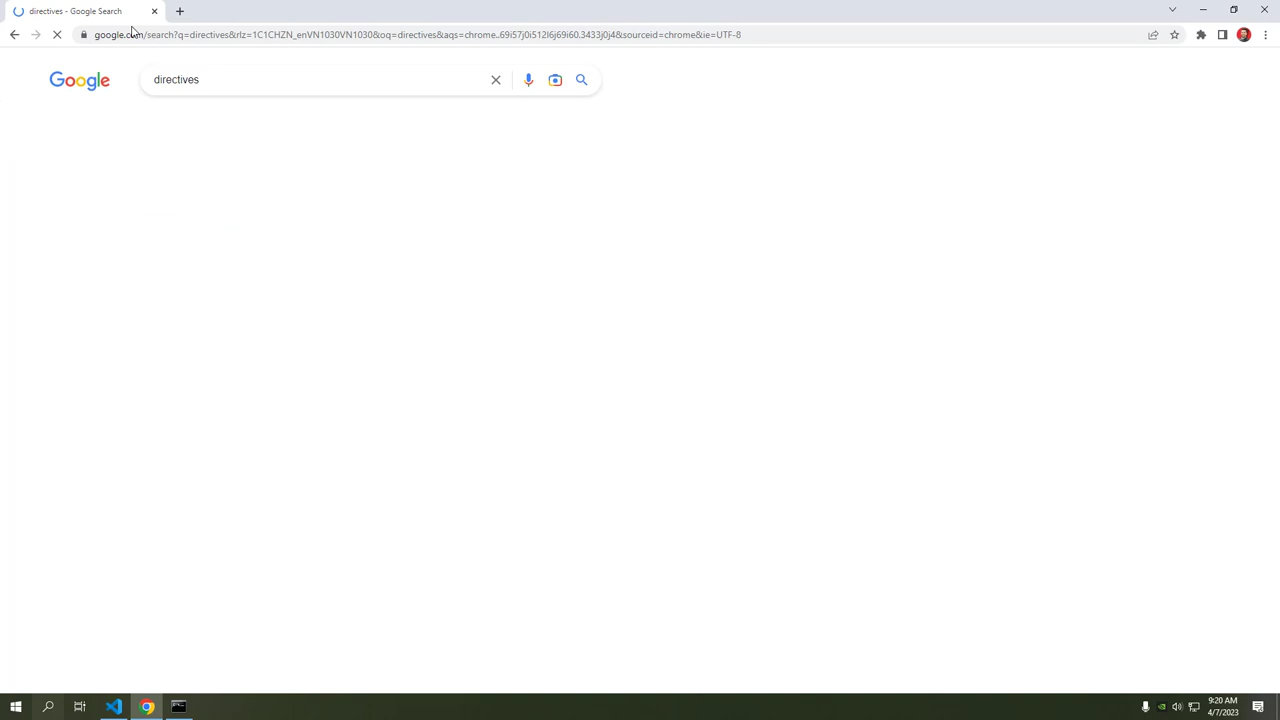 directives - Google Search
google.com/search?q=directives&rlz=1C1CHZN_enVN1030VN1030&oq=directives&aqs=chrome..69i57j0i512l6j69i60.3433j0j4&sourceid=chrome&ie=UTF-8
Google
directives
9:20 AM
4/7/2023